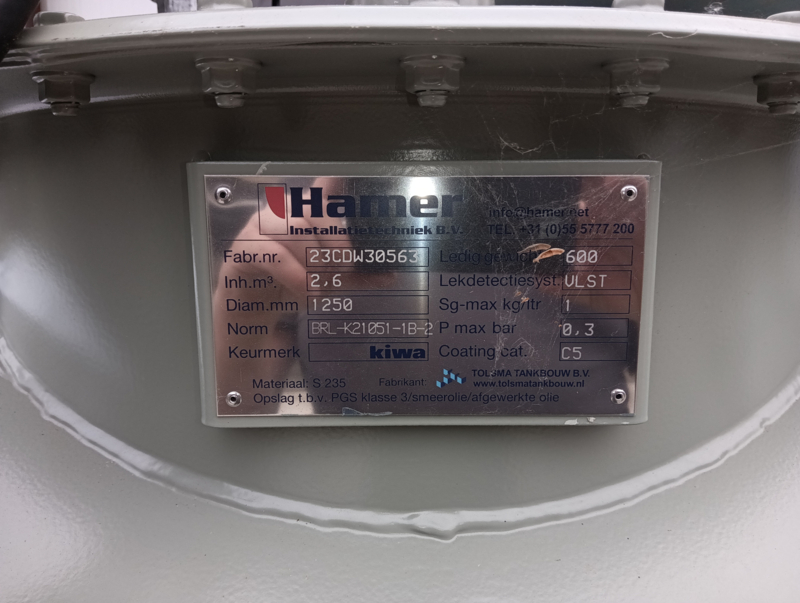 Hamer
Installatietechniek B.V.
info@hamer.net
TEL. +31 (0)55 5777 200
Fabr.nr. 23CDW30563 Ledig gewicht 600
Inh.m³. 2,6 Lekdetectiesyst. VLST
Diam.mm 1250 Sg-max kg/ltr 1
Norm BRL-K21051-1B-2 P max bar 0,3
Keurmerk kiwa Coating cat. C5
Materiaal: S 235 Fabrikant: TOLSMA TANKBOUW B.V.
www.tolsmatankbouw.nl
Opslag t.b.v. PGS klasse 3/smeerolie/afgewerkte olie